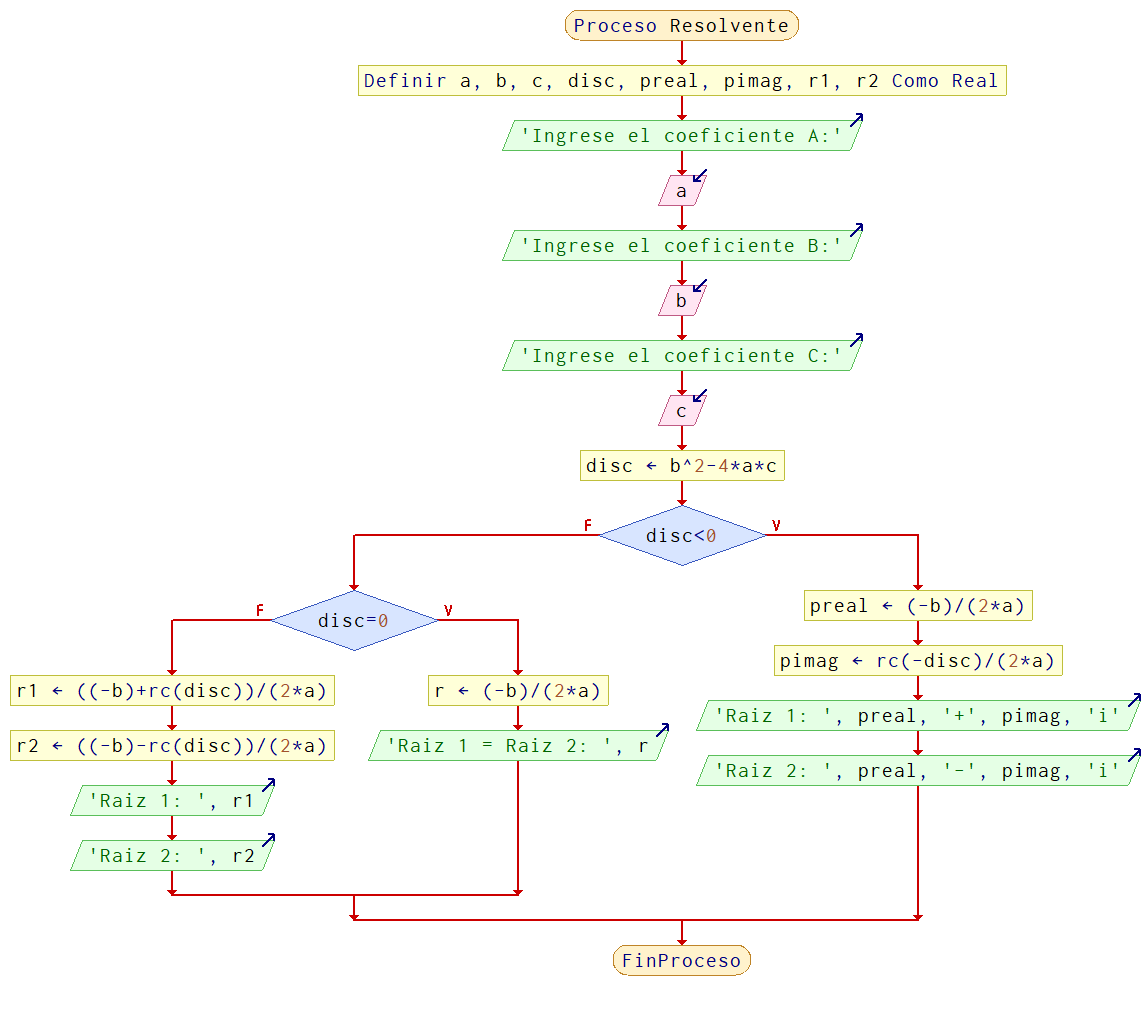 Proceso Resolvente
Definir a, b, c, disc, preal, pimag, r1, r2 Como Real
'Ingrese el coeficiente A:'
a
'Ingrese el coeficiente B:'
b
'Ingrese el coeficiente C:'
c
disc ← b^2-4*a*c
disc<0
F
V
disc=0
F
V
r1 ← ((-b)+rc(disc))/(2*a)
r2 ← ((-b)-rc(disc))/(2*a)
'Raiz 1: ', r1
'Raiz 2: ', r2
r ← (-b)/(2*a)
'Raiz 1 = Raiz 2: ', r
preal ← (-b)/(2*a)
pimag ← rc(-disc)/(2*a)
'Raiz 1: ', preal, '+', pimag, 'i'
'Raiz 2: ', preal, '-', pimag, 'i'
FinProceso